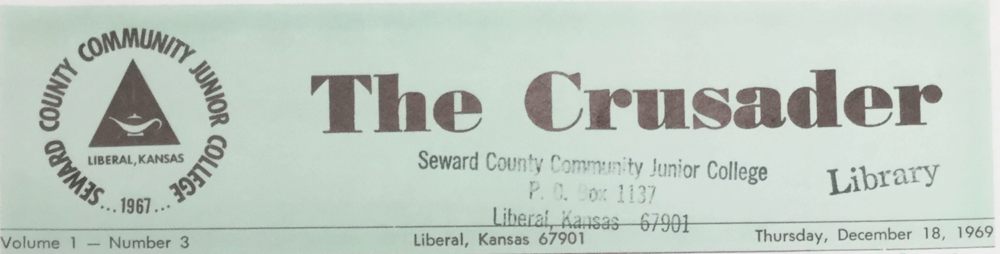 SEWARD COUNTY COMMUNITY JUNIOR COLLEGE
LIBERAL, KANSAS
...1967...
The Crusader
Seward County Community Junior College
P. O. Box 1137
Liberal, Kansas 67901
Library
Volume 1 — Number 3
Liberal, Kansas 67901
Thursday, December 18, 1969